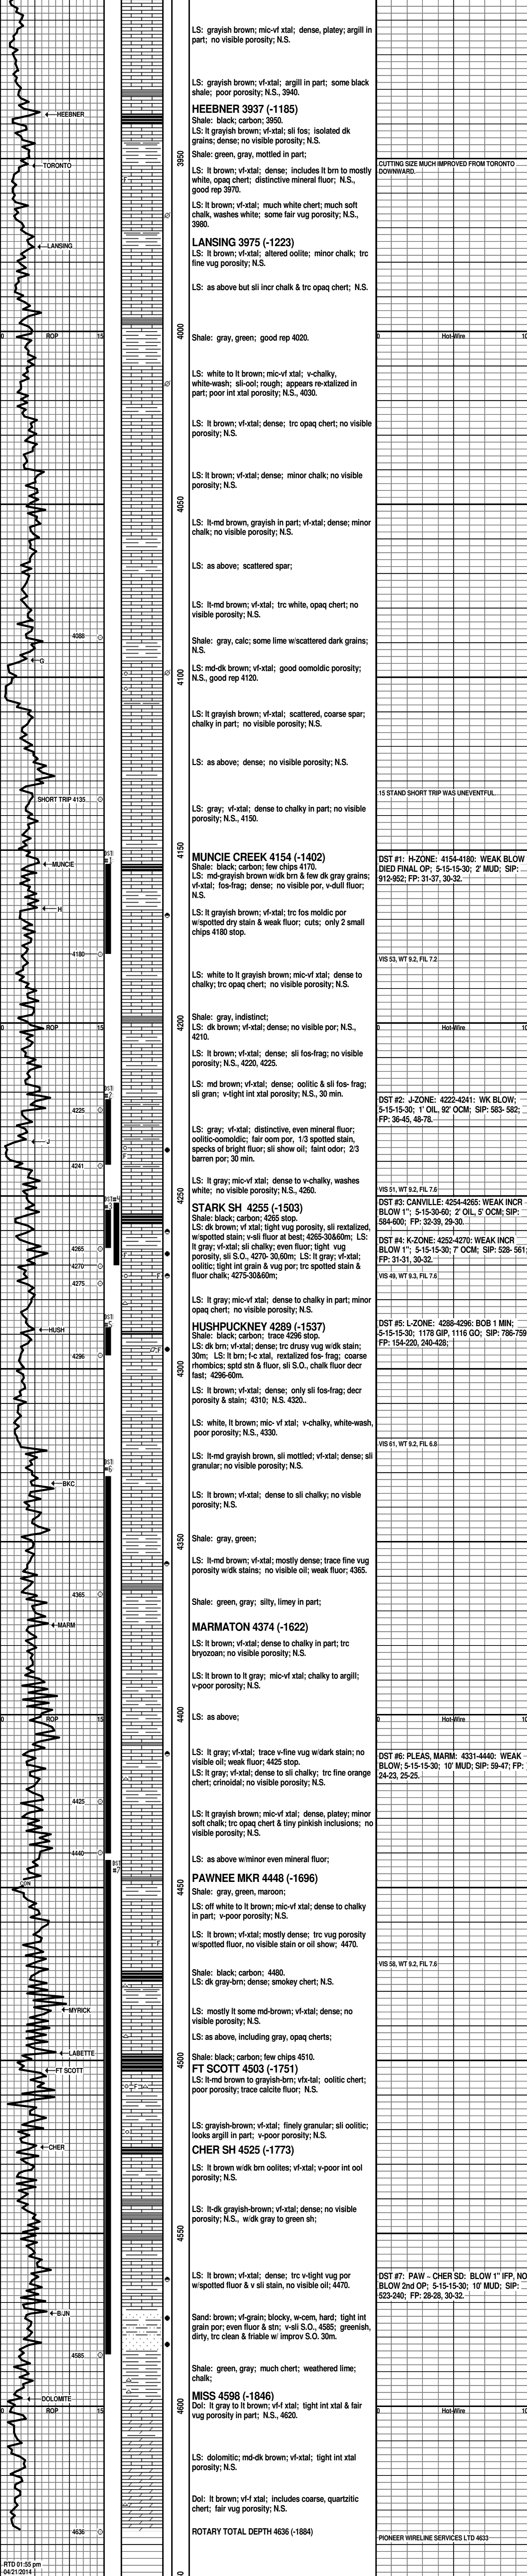 LS: grayish brown; mic-vf xtal; dense, platey; argill in
part; no visible porosity; N.S.
LS: grayish brown; vf-xtal; argill in part; some black
shale; poor porosity; N.S., 3940.
HEEBNER 3937 (-1185)
HEEBNER
Shale: black; carbon; 3950.
LS: lt grayish brown; vf-xtal; sli fos; isolated dk
grains; dense; no visible porosity; N.S.
3950
Shale: green, gray, mottled in part;
TORONTO
CUTTING SIZE MUCH IMPROVED FROM TORONTO
DOWNWARD.
LS: lt brown; vf-xtal; dense; includes lt brn to mostly
white, opaq chert; distinctive mineral fluor; N.S.,
good rep 3970.
LS: lt brown; vf-xtal; much white chert; much soft
chalk, washes white; some fair vug porosity; N.S.,
3980.
LANSING 3975 (-1223)
LANSING
LS: lt brown; vf-xtal; altered oolite; minor chalk; trc
fine vug porosity; N.S.
LS: as above but sli incr chalk & trc opaq chert; N.S.
4000
0 ROP 15
0 Hot-Wire 10
Shale: gray, green; good rep 4020.
LS: white to lt brown; mic-vf xtal; v-chalky,
white-wash; sli-ool; rough; appears re-xtalized in
part; poor int xtal porosity; N.S., 4030.
LS: lt brown; vf-xtal; dense; trc opaq chert; no visible
porosity; N.S.
LS: lt brown; vf-xtal; dense; minor chalk; no visible
porosity; N.S.
4050
LS: lt-md brown, grayish in part; vf-xtal; dense; minor
chalk; no visible porosity; N.S.
LS: as above; scattered spar;
LS: lt-md brown; vf-xtal; trc white, opaq chert; no
visible porosity; N.S.
4088
Shale: gray, calc; some lime w/scattered dark grains;
N.S.
G
LS: md-dk brown; vf-xtal; good oomoldic porosity;
N.S., good rep 4120.
4100
LS: lt grayish brown; vf-xtal; scattered, coarse spar;
chalky in part; no visible porosity; N.S.
LS: as above; dense; no visible porosity; N.S.
SHORT TRIP 4135
15 STAND SHORT TRIP WAS UNEVENTFUL.
LS: gray; vf-xtal; dense to chalky in part; no visible
porosity; N.S., 4150.
4150
DST #1
MUNCIE CREEK 4154 (-1402)
MUNCIE
Shale: black; carbon; few chips 4170.
LS: md-grayish brown w/dk brn & few dk gray grains;
vf-xtal; fos-frag; dense; no visible por, v-dull fluor;
N.S.
DST #1: H-ZONE: 4154-4180: WEAK BLOW
DIED FINAL OP; 5-15-15-30; 2' MUD; SIP:
912-952; FP: 31-37, 30-32.
H
LS: lt grayish brown; vf-xtal; trc fos moldic por
w/spotted dry stain & weak fluor; cuts; only 2 small
chips 4180 stop.
4180
VIS 53, WT 9.2, FIL 7.2
LS: white to lt grayish brown; mic-vf xtal; dense to
chalky; trc opaq chert; no visible porosity; N.S.
4200
Shale: gray, indistinct;
LS: dk brown; vf-xtal; dense; no visible por; N.S.,
4210.
0 ROP 15
0 Hot-Wire 10
LS: lt brown; vf-xtal; dense; sli fos-frag; no visible
porosity; N.S., 4220, 4225.
LS: md brown; vf-xtal; dense; oolitic & sli fos- frag;
sli gran; v-tight int xtal porosity; N.S., 30 min.
DST #2
4225
DST #2: J-ZONE: 4222-4241: WK BLOW;
5-15-30-60; 1' OIL, 92' OCM; SIP: 583- 582;
FP: 36-45, 48-78.
LS: gray; vf-xtal; distinctive, even mineral fluor;
oolitic-oomoldic; fair oom por, 1/3 spotted stain,
specks of bright fluor; sli show oil; faint odor; 2/3
barren por; 30 min.
J
4241
LS: lt gray; mic-vf xtal; dense to v-chalky, washes
white; no visible porosity; N.S., 4260.
VIS 51, WT 9.2, FIL 7.6
4250
DST #3
DST #4
STARK SH 4255 (-1503)
Shale: black; carbon; 4265 stop.
LS: dk brown; vf xtal; tight vug porosity, sli rextalized,
w/spotted stain; v-sli fluor at best; 4265-30&60m; LS:
lt gray; vf-xtal; sli chalky; even fluor; tight vug
porosity, sli S.O., 4270- 30,60m; LS: lt gray; vf-xtal;
oolitic; tight int grain & vug por; trc spotted stain &
fluor chalk; 4275-30&60m;
DST #3: CANVILLE: 4254-4265: WEAK INCR
BLOW 1"; 5-15-30-60; 2' OIL, 5' OCM; SIP:
584-600; FP: 32-39, 29-30.
DST #4: K-ZONE: 4252-4270: WEAK INCR
BLOW 1"; 5-15-15-30; 7' OCM; SIP: 528- 561;
FP: 31-31, 30-32.
4265
4270
4275
VIS 49, WT 9.3, FIL 7.6
LS: lt gray; mic-vf xtal; dense to chalky in part; minor
opaq chert; no visible porosity; N.S.
HUSHPUCKNEY 4289 (-1537)
HUSH
DST #5
Shale: black; carbon; trace 4296 stop.
LS: dk brn; vf-xtal; dense; trc drusy vug w/dk stain;
30m; LS: lt brn; f-c xtal, rextalized fos- frag; coarse
rhombics; sptd stn & fluor, sli S.O., chalk fluor decr
fast; 4296-60m.
DST #5: L-ZONE: 4288-4296: BOB 1 MIN;
5-15-15-30; 1178 GIP, 1116 GO; SIP: 786-759
FP: 154-220, 240-428;
4296
4300
LS: lt brown; vf-xtal; dense; only sli fos-frag; decr
porosity & stain; 4310; N.S. 4320..
LS: white, lt brown; mic- vf xtal; v-chalky, white-wash,
poor porosity; N.S., 4330.
VIS 61, WT 9.2, FIl 6.8
DST #6
LS: lt-md grayish brown, sli mottled; vf-xtal; dense; sli
granular; no visible porosity; N.S.
BKC
LS: lt brown; vf-xtal; dense to sli chalky; no visble
porosity; N.S.
4350
Shale: gray, green;
LS: lt-md brown; vf-xtal; mostly dense; trace fine vug
porosity w/dk stains; no visible oil; weak fluor; 4365.
4365
Shale: green, gray; silty, limey in part;
MARM
MARMATON 4374 (-1622)
LS: lt brown; vf-xtal; dense to chalky in part; trc
bryozoan; no visible porosity; N.S.
LS: lt brown to lt gray; mic-vf xtal; chalky to argill;
v-poor porosity; N.S.
4400
LS: as above;
0 ROP 15
0 Hot-Wire 10
LS: lt gray; vf-xtal; trace v-fine vug w/dark stain; no
visible oil; weak fluor; 4425 stop.
LS: lt gray; vf-xtal; dense to sli chalky; trc fine orange
chert; crinoidal; no visible porosity; N.S.
DST #6: PLEAS, MARM: 4331-4440: WEAK
BLOW; 5-15-15-30; 10' MUD; SIP: 59-47; FP:
24-23, 25-25.
4425
LS: lt grayish brown; mic-vf xtal; dense, platey; minor
soft chalk; trc opaq chert & tiny pinkish inclusions; no
visible porosity; N.S.
4440
DST #7
LS: as above w/minor even mineral fluor;
4450
PAWNEE MKR 4448 (-1696)
Shale: gray, green, maroon;
LS: off white to lt brown; mic-vf xtal; dense to chalky
in part; v-poor porosity; N.S.
LS: lt brown; vf-xtal; mostly dense; trc vug porosity
w/spotted fluor, no visible stain or oil show; 4470.
VIS 58, WT 9.2, FIL 7.6
Shale: black; carbon; 4480.
LS: dk gray-brn; dense; smokey chert; N.S.
MYRICK
LS: mostly lt some md-brown; vf-xtal; dense; no
visible porosity; N.S.
LS: as above, including gray, opaq cherts;
LABETTE
4500
Shale: black; carbon; few chips 4510.
FT SCOTT 4503 (-1751)
FT SCOTT
LS: lt-md brown to grayish-brn; vfx-tal; oolitic chert;
poor porosity; trace calcite fluor; N.S.
LS: grayish-brown; vf-xtal; finely granular; sli oolitic;
looks argill in part; v-poor porosity; N.S.
CHER SH 4525 (-1773)
CHER
LS: lt brown w/dk brn oolites; vf-xtal; v-poor int ool
porosity; N.S.
LS: lt-dk grayish-brown; vf-xtal; dense; no visible
porosity; N.S., w/dk gray to green sh;
4550
LS: lt brown; vf-xtal; dense; trc v-tight vug por
w/spotted fluor & v sli stain, no visible oil; 4470.
DST #7: PAW ~ CHER SD: BLOW 1" IFP, NO
BLOW 2nd OP; 5-15-15-30; 10' MUD; SIP:
523-240; FP: 28-28, 30-32.
BJN
Sand: brown; vf-grain; blocky, w-cem, hard; tight int
grain por; even fluor & stn; v-sli S.O., 4585; greenish,
dirty, trc clean & friable w/ improv S.O. 30m.
4585
Shale: green, gray; much chert; weathered lime;
chalk;
MISS 4598 (-1846)
DOLOMITE
4600
Dol: lt gray to lt brown; vf-f xtal; tight int xtal & fair
vug porosity in part; N.S., 4620.
0 ROP 15
0 Hot-Wire 10
LS: dolomitic; md-dk brown; vf-xtal; tight int xtal
porosity; N.S.
Dol: lt brown; vf-f xtal; includes coarse, quartzitic
chert; fair vug porosity; N.S.
4636
ROTARY TOTAL DEPTH 4636 (-1884)
PIONEER WIRELINE SERVICES LTD 4633
RTD 01:55 pm
04/21/2014